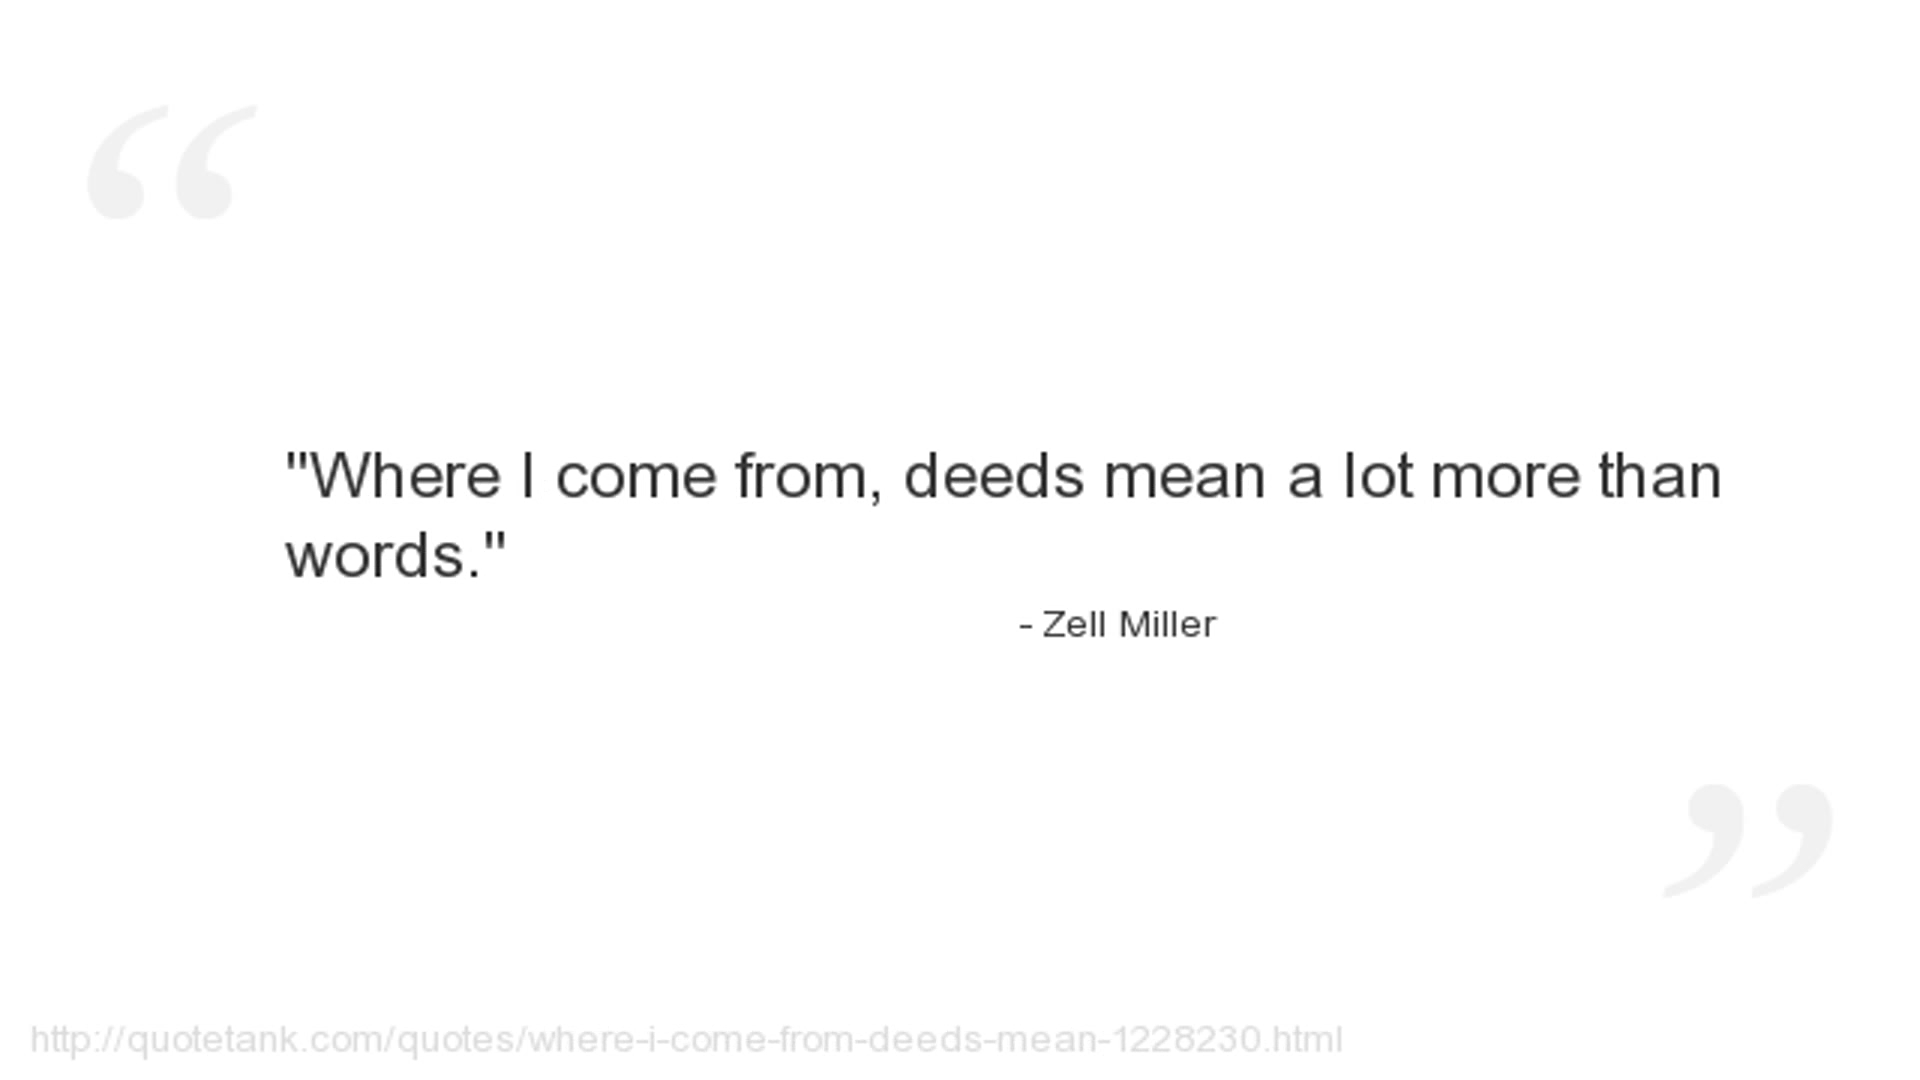 "Where I come from, deeds mean a lot more than
words."
- Zell Miller
http://quotetank.com/quotes/where-i-come-from-deeds-mean-1228230.html